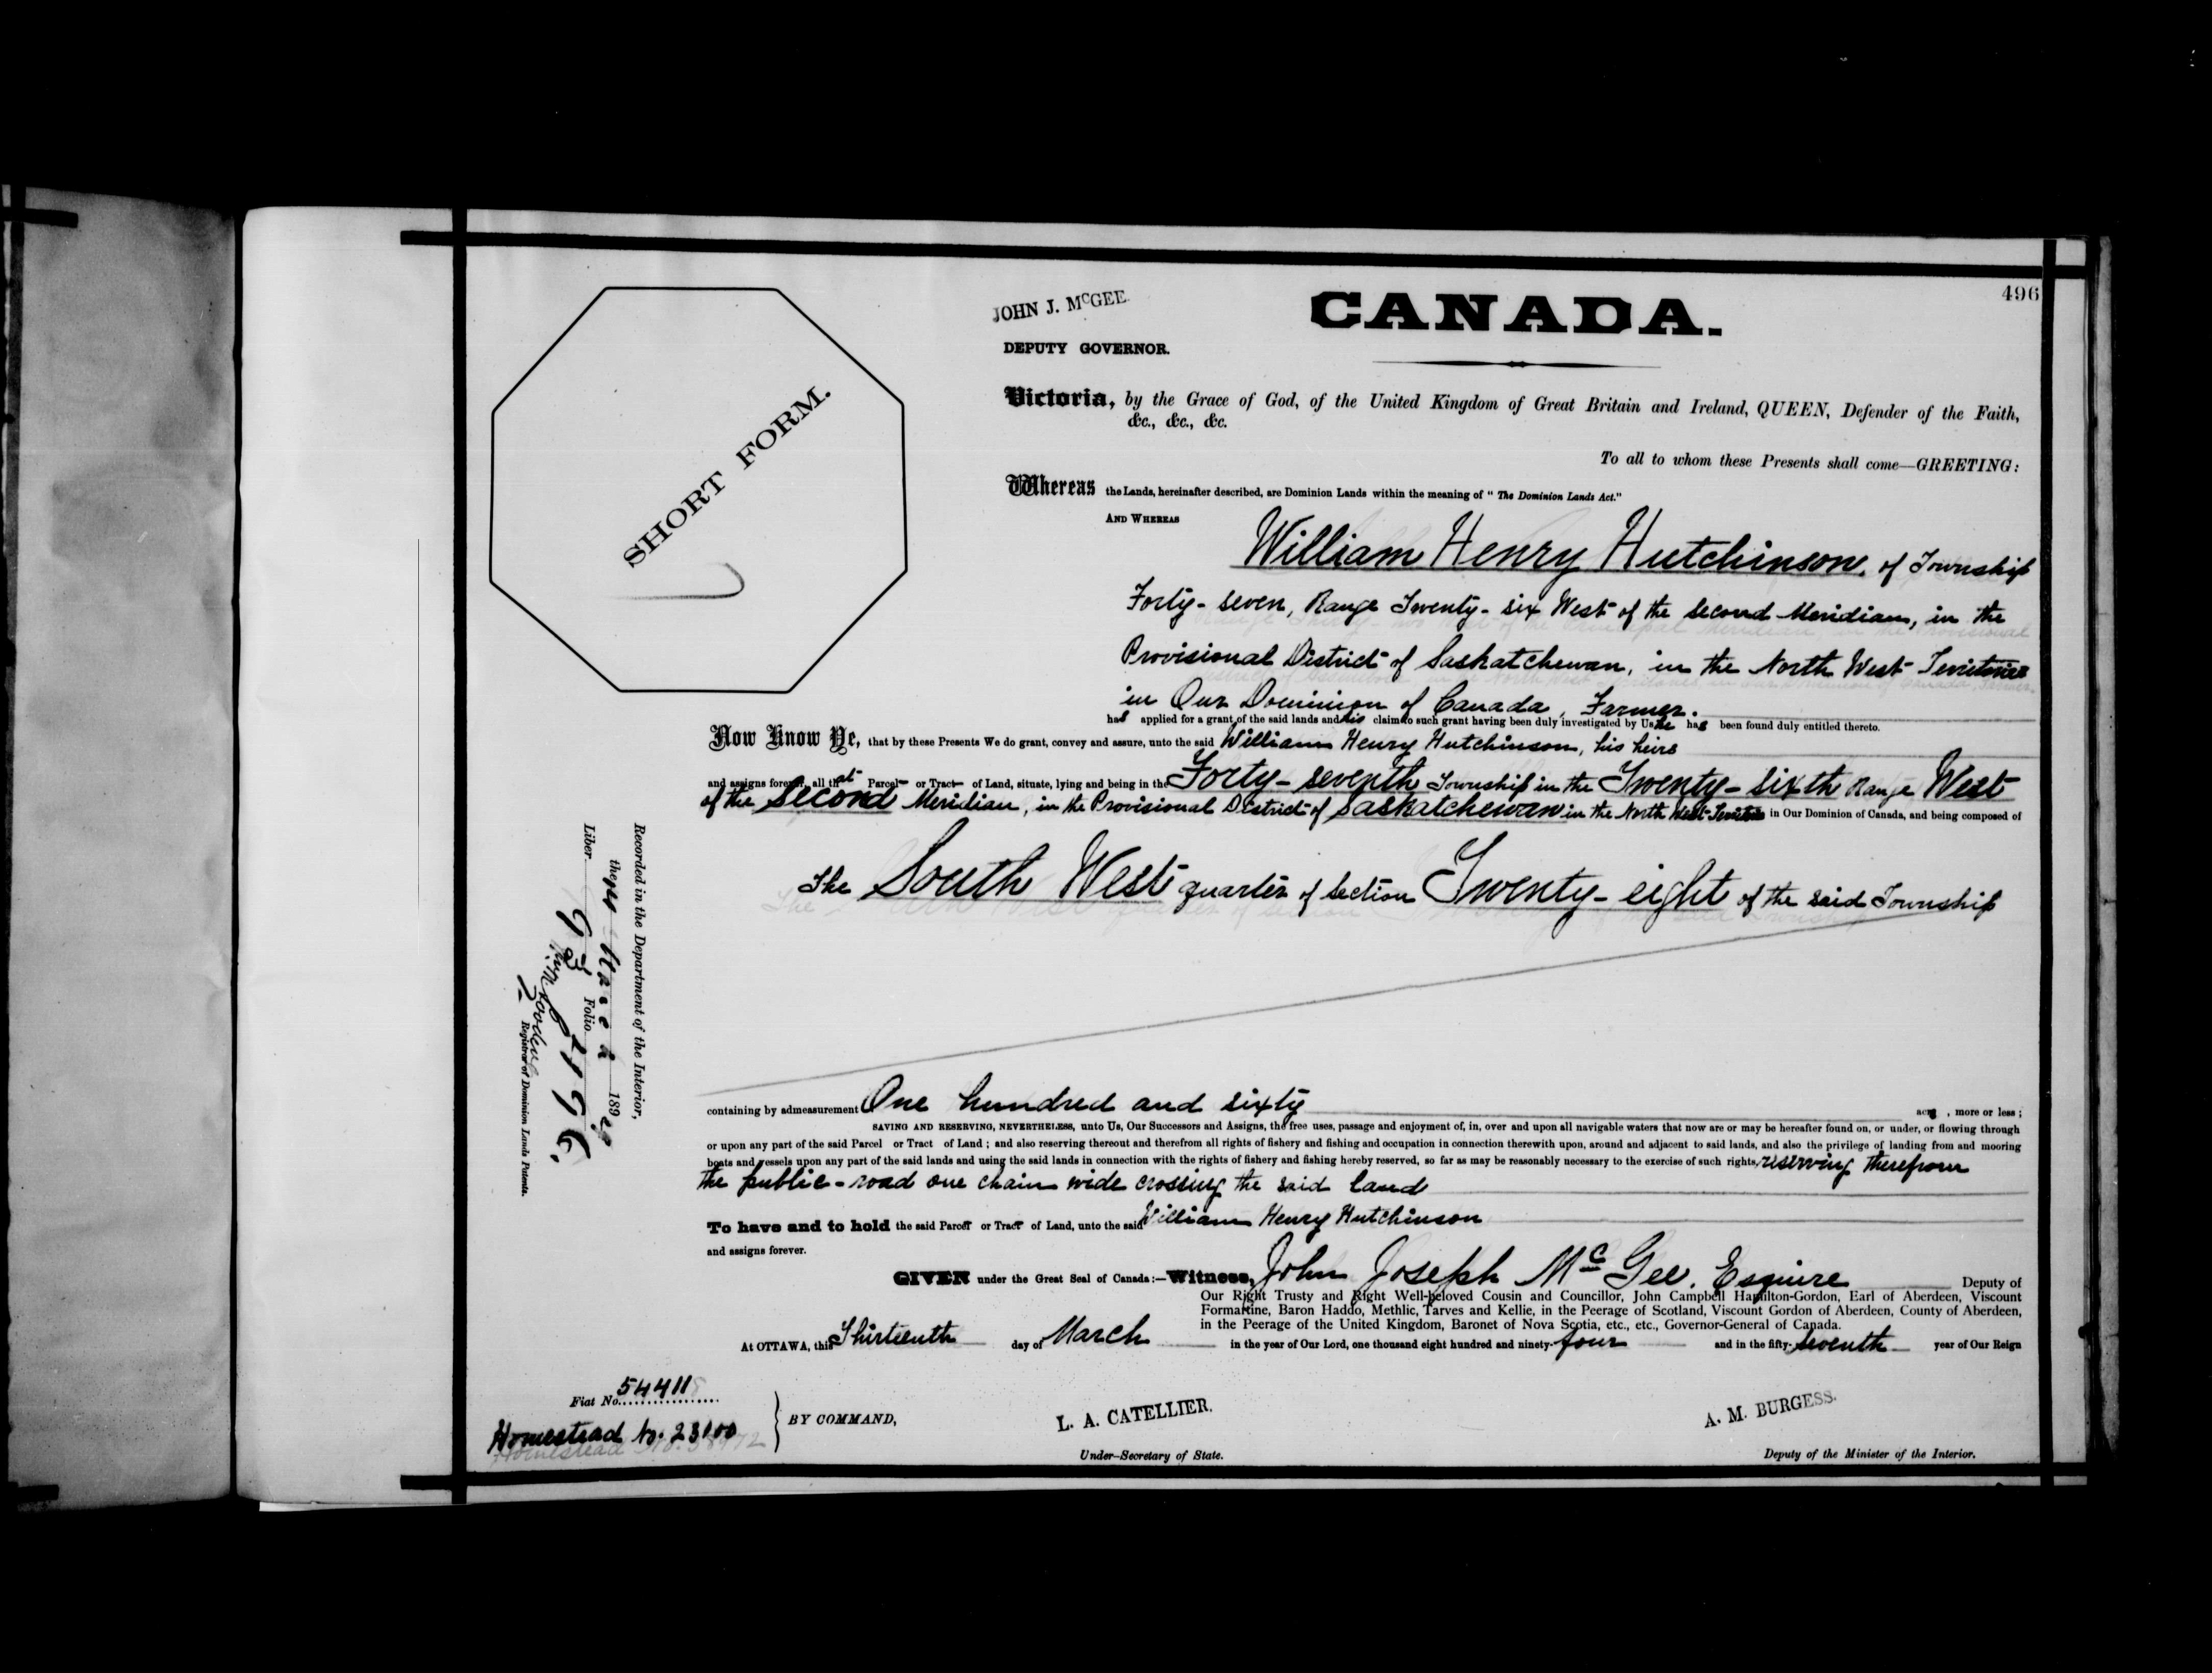 496
JOHN J. McGEE.
CANADA.
DEPUTY GOVERNOR.
SHORT FORM.
Victoria, by the Grace of God, of the United Kingdom of Great Britain and Ireland, QUEEN, Defender of the Faith,
&c., &c., &c.
To all to whom these Presents shall come—GREETING:
Whereas the Lands, hereinafter described, are Dominion Lands within the meaning of "The Dominion Lands Act."
AND WHEREAS
William Henry Hutchinson, of Township
Forty-seven, Range Twenty-six West of the second Meridian, in the
Provisional District of Saskatchewan, in the North West Territories
in Our Dominion of Canada, Farmer.
has applied for a grant of the said lands and his claim to such grant having been duly investigated by Us he has been found duly entitled thereto.
Now Know Ye, that by these Presents We do grant, convey and assure, unto the said William Henry Hutchinson, his heirs
and assigns forever, all that Parcel or Tract of Land, situate, lying and being in the Forty-seventh Township in the Twenty-sixth Range West
of the Second Meridian, in the Provisional District of Saskatchewan in the North West Territories in Our Dominion of Canada, and being composed of
the South West quarter of Section Twenty-eight of the said Township
containing by admeasurement One hundred and sixty acres, more or less;
SAVING AND RESERVING, NEVERTHELESS, unto Us, Our Successors and Assigns, the free uses, passage and enjoyment of, in, over and upon all navigable waters that now are or may be hereafter found on, or under, or flowing through
or upon any part of the said Parcel or Tract of Land; and also reserving thereout and therefrom all rights of fishery and fishing and occupation in connection therewith upon, around and adjacent to said lands, and also the privilege of landing from and mooring
boats and vessels upon any part of the said lands and using the said lands in connection with the rights of fishery and fishing hereby reserved, so far as may be reasonably necessary to the exercise of such rights, reserving therefrom
the public-road one chain wide crossing the said land
To have and to hold the said Parcel or Tract of Land, unto the said William Henry Hutchinson
and assigns forever.
GIVEN under the Great Seal of Canada:—Witness, John Joseph McGee, Esquire Deputy of
Our Right Trusty and Right Well-beloved Cousin and Councillor, John Campbell Hamilton-Gordon, Earl of Aberdeen, Viscount
Formartine, Baron Haddo, Methlic, Tarves and Kellie, in the Peerage of Scotland, Viscount Gordon of Aberdeen, County of Aberdeen,
in the Peerage of the United Kingdom, Baronet of Nova Scotia, etc., etc., Governor-General of Canada.
At OTTAWA, this Thirteenth day of March in the year of Our Lord, one thousand eight hundred and ninety-four and in the fifty-seventh year of Our Reign
Fiat No. 54411
Homestead No. 23100
BY COMMAND,
L. A. CATELLIER.
Under-Secretary of State.
A. M. BURGESS.
Deputy of the Minister of the Interior.
Recorded in the Department of the Interior,
the March 189
Liber 93 Folio
Registrar of Dominion Lands Patents.